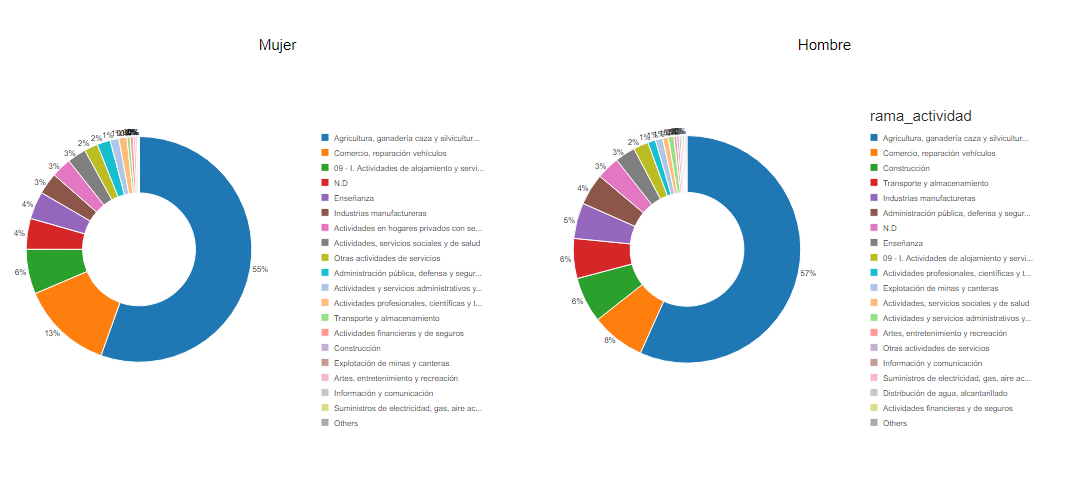 Mujer
Hombre
rama_actividad
55%
13%
6%
4%
4%
3%
3%
3%
2%
2%
1%
Agricultura, ganadería caza y silvicultur...
Comercio, reparación vehículos
09 - I. Actividades de alojamiento y servi...
N.D
Enseñanza
Industrias manufactureras
Actividades en hogares privados con se...
Actividades, servicios sociales y de salud
Otras actividades de servicios
Administración pública, defensa y segur...
Actividades y servicios administrativos y...
Actividades profesionales, científicas y t...
Transporte y almacenamiento
Actividades financieras y de seguros
Construcción
Explotación de minas y canteras
Artes, entretenimiento y recreación
Información y comunicación
Suministros de electricidad, gas, aire ac...
Others
57%
8%
6%
6%
5%
4%
3%
3%
2%
1%
Agricultura, ganadería caza y silvicultur...
Comercio, reparación vehículos
Construcción
Transporte y almacenamiento
Industrias manufactureras
Administración pública, defensa y segur...
N.D
Enseñanza
09 - I. Actividades de alojamiento y servi...
Actividades profesionales, científicas y t...
Explotación de minas y canteras
Actividades, servicios sociales y de salud
Actividades y servicios administrativos y...
Artes, entretenimiento y recreación
Otras actividades de servicios
Información y comunicación
Suministros de electricidad, gas, aire ac...
Distribución de agua, alcantarillado
Actividades financieras y de seguros
Others